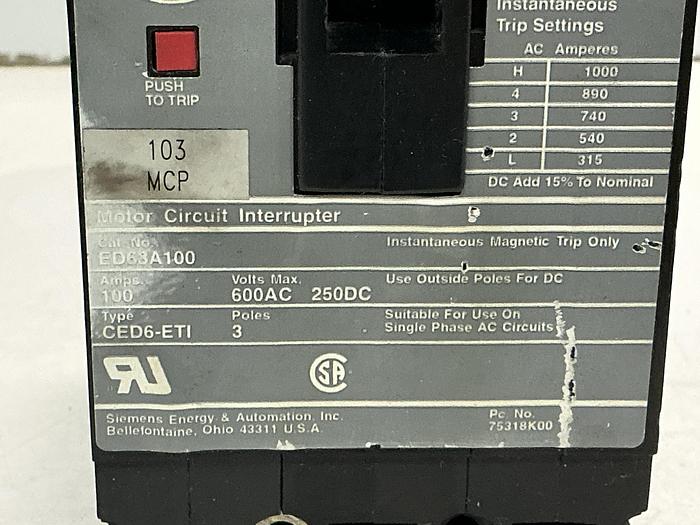 Instantaneous
Trip Settings
AC Amperes
H 1000
4 890
3 740
2 540
L 315
DC Add 15% To Nominal
PUSH
TO TRIP
103
MCP
Motor Circuit Interrupter
Cat. No.
ED63A100
Instantaneous Magnetic Trip Only
Amps.
100
Volts Max.
600AC 250DC
Use Outside Poles For DC
Type
CED6-ETI
Poles
3
Suitable For Use On
Single Phase AC Circuits
RU
SA
Siemens Energy & Automation, Inc.
Bellefontaine, Ohio 43311 U.S.A.
Pc. No.
75318K00